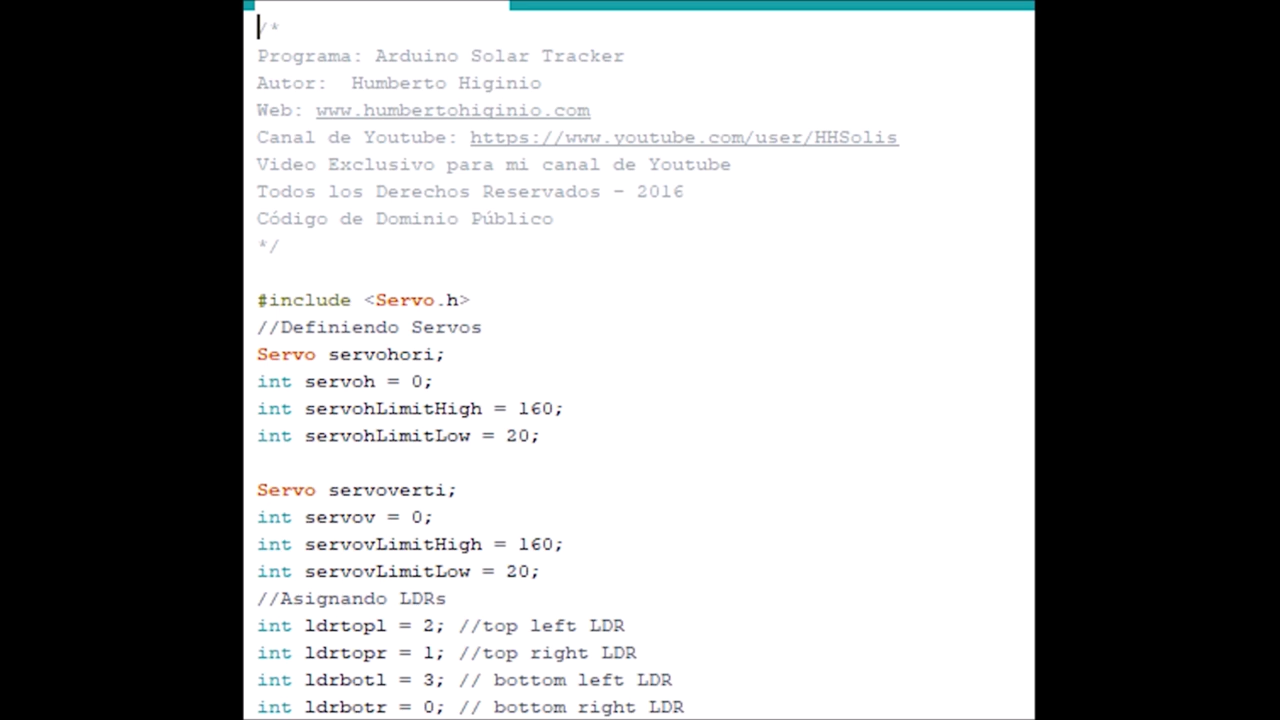 /*
Programa: Arduino Solar Tracker
Autor:  Humberto Higinio
Web: www.humbertohiginio.com
Canal de Youtube: https://www.youtube.com/user/HHSolis
Video Exclusivo para mi canal de Youtube
Todos los Derechos Reservados - 2016
Código de Dominio Público
*/
#include <Servo.h>
//Definiendo Servos
Servo servohori;
int servoh = 0;
int servohLimitHigh = 160;
int servohLimitLow = 20;
Servo servoverti;
int servov = 0;
int servovLimitHigh = 160;
int servovLimitLow = 20;
//Asignando LDRs
int ldrtopl = 2; //top left LDR
int ldrtopr = 1; //top right LDR
int ldrbotl = 3; // bottom left LDR
int ldrbotr = 0; // bottom right LDR